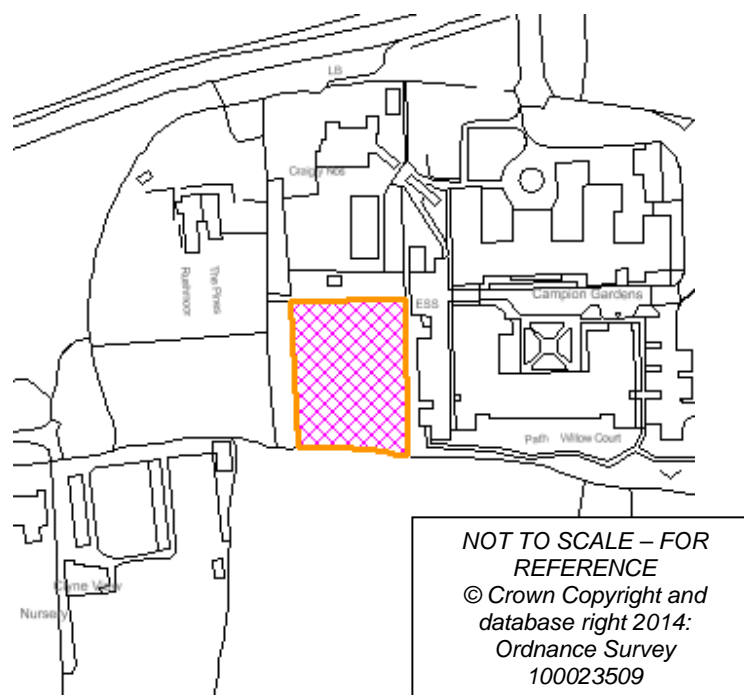 LB
Craig y Nos
The Pines
Rushmoor
ESS
Campion Gardens
Path Willow Court
Clyne View
Nursery
NOT TO SCALE – FOR
REFERENCE
© Crown Copyright and
database right 2014:
Ordnance Survey
100023509